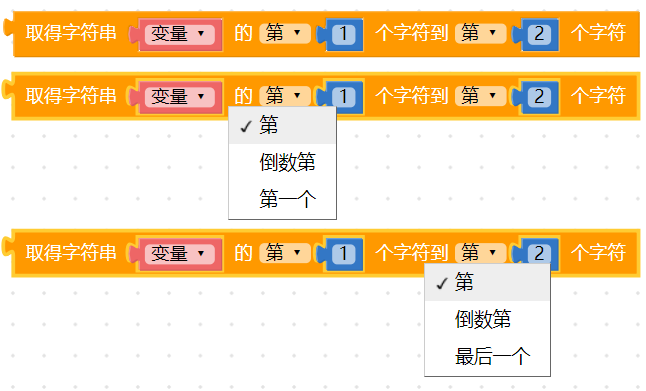 取得字符串 变量 的 第 1 个字符到 第 2 个字符
取得字符串 变量 的 第 1 个字符到 第 2 个字符
第
倒数第
第一个
取得字符串 变量 的 第 1 个字符到 第 2 个字符
第
倒数第
最后一个